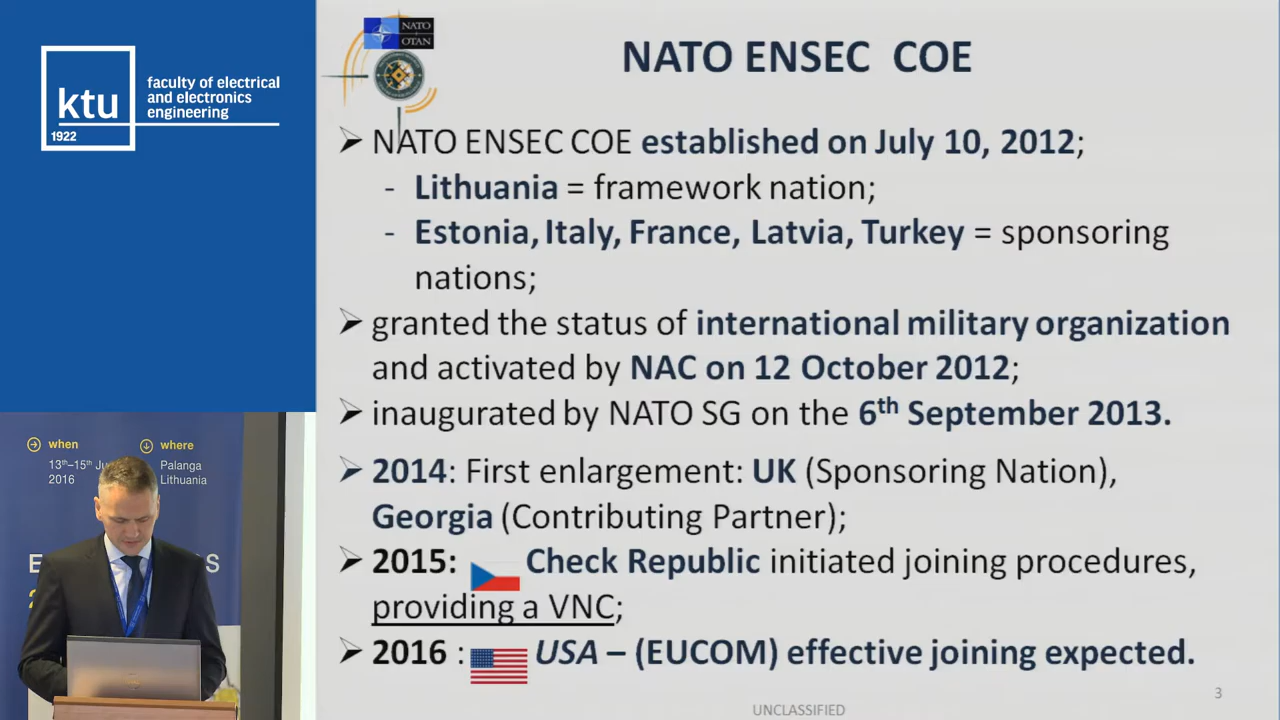 ktu
1922
faculty of electrical
and electronics
engineering
NATO
OTAN
NATO ENSEC COE
➢ NATO ENSEC COE established on July 10, 2012;
- Lithuania = framework nation;
- Estonia, Italy, France, Latvia, Turkey = sponsoring
nations;
➢ granted the status of international military organization
and activated by NAC on 12 October 2012;
➢ inaugurated by NATO SG on the 6th September 2013.
➢ 2014: First enlargement: UK (Sponsoring Nation),
Georgia (Contributing Partner);
➢ 2015: Check Republic initiated joining procedures,
providing a VNC;
➢ 2016 : USA – (EUCOM) effective joining expected.
3
UNCLASSIFIED
when
13th–15th
2016
where
Palanga
Lithuania